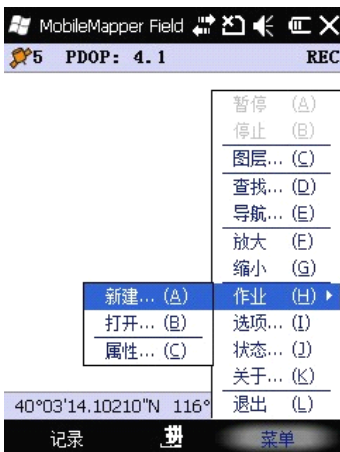 MobileMapper Field
5 PDOP: 4.1 REC
暂停 (A)
停止 (B)
图层... (C)
查找... (D)
导航... (E)
放大 (F)
缩小 (G)
作业 (H)
新建... (A)
打开... (B)
属性... (C)
选项... (I)
状态... (J)
关于... (K)
退出 (L)
40°03'14.10210"N 116°
记录 拼 菜单